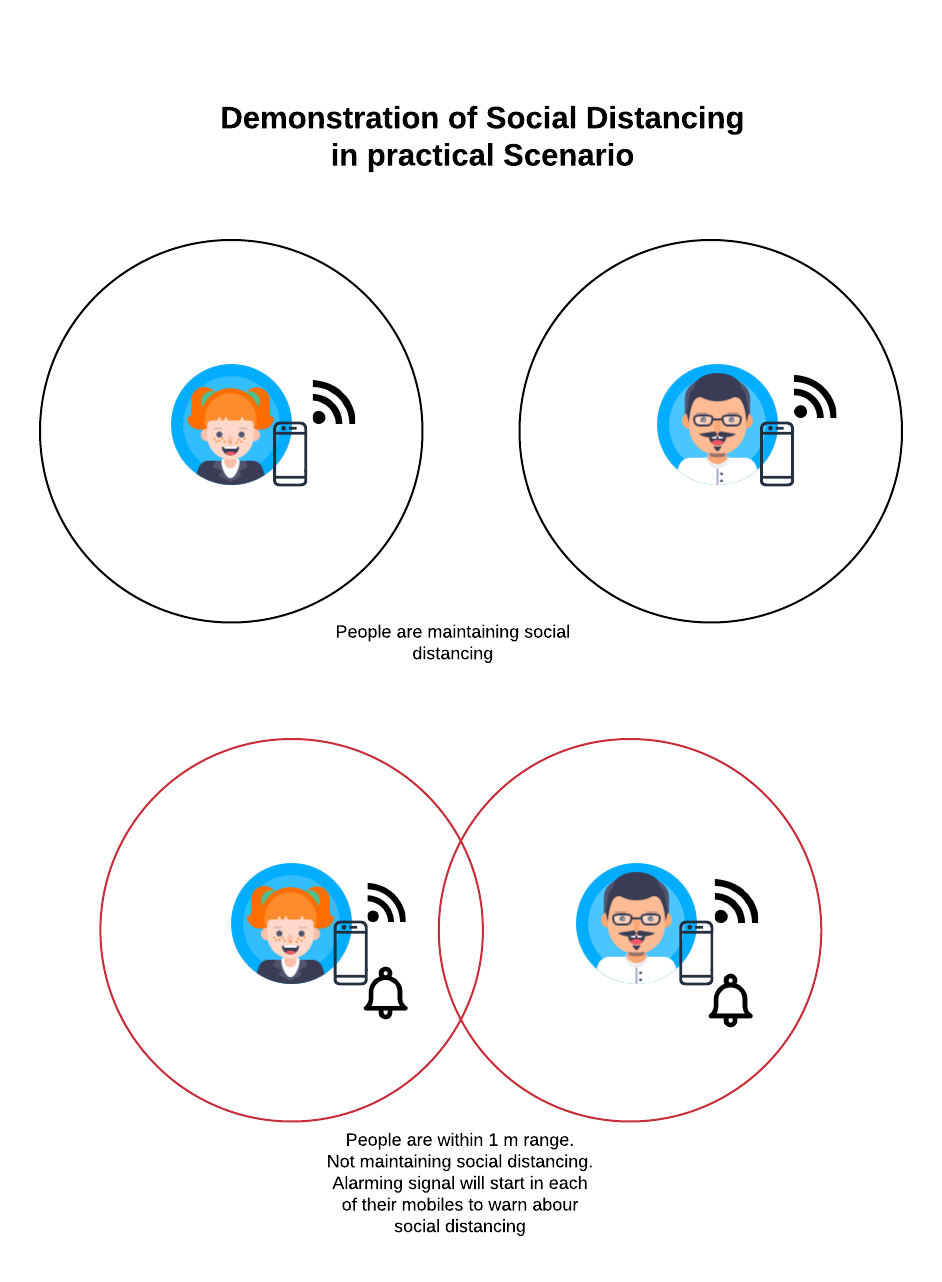 Demonstration of Social Distancing
in practical Scenario
People are maintaining social
distancing
People are within 1 m range.
Not maintaining social distancing.
Alarming signal will start in each
of their mobiles to warn abour
social distancing